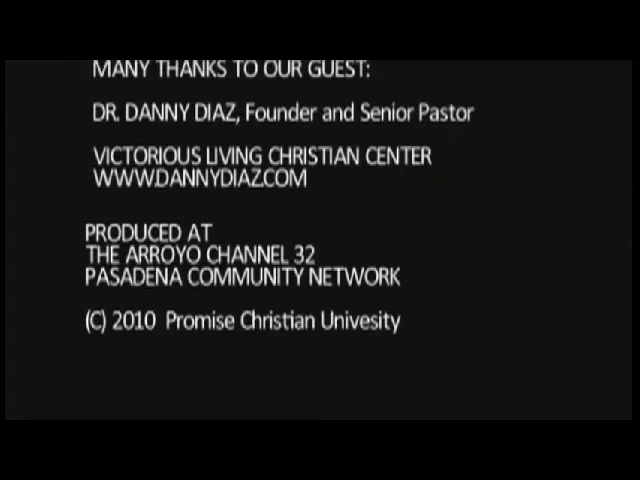 MANY THANKS TO OUR GUEST:
DR. DANNY DIAZ, Founder and Senior Pastor
VICTORIOUS LIVING CHRISTIAN CENTER
WWW.DANNYDIAZ.COM
PRODUCED AT
THE ARROYO CHANNEL 32
PASADENA COMMUNITY NETWORK
(C) 2010 Promise Christian Univesity